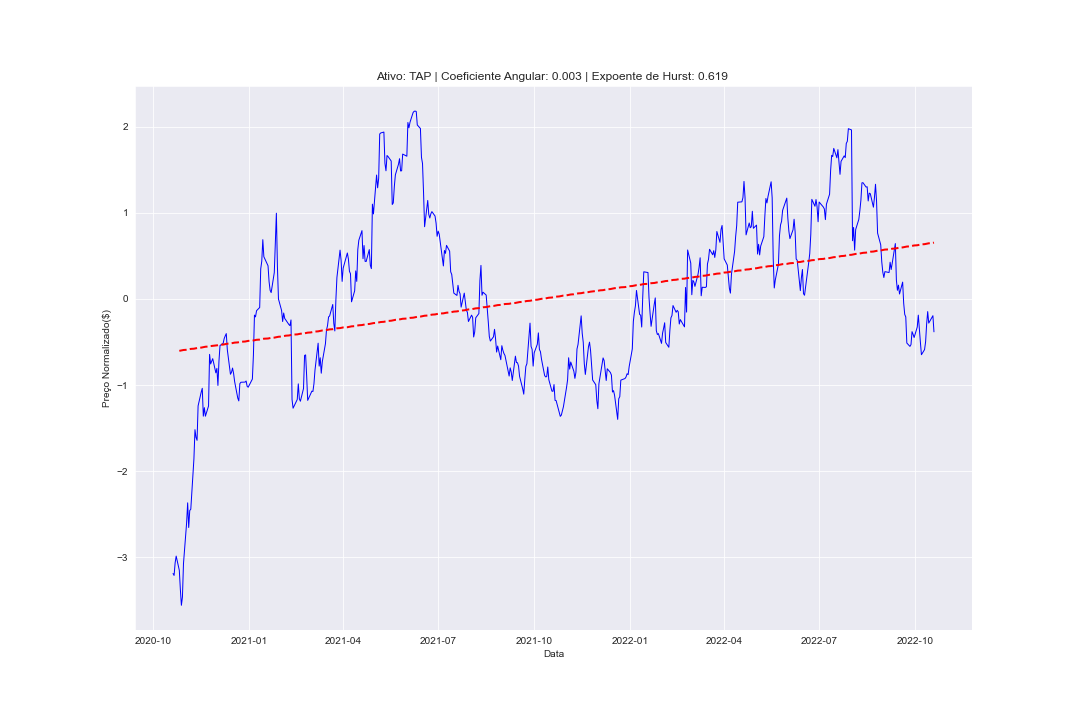 Ativo: TAP | Coeficiente Angular: 0.003 | Expoente de Hurst: 0.619
2
1
0
−1
−2
−3
Preço Normalizado($)
2020-10 2021-01 2021-04 2021-07 2021-10 2022-01 2022-04 2022-07 2022-10
Data